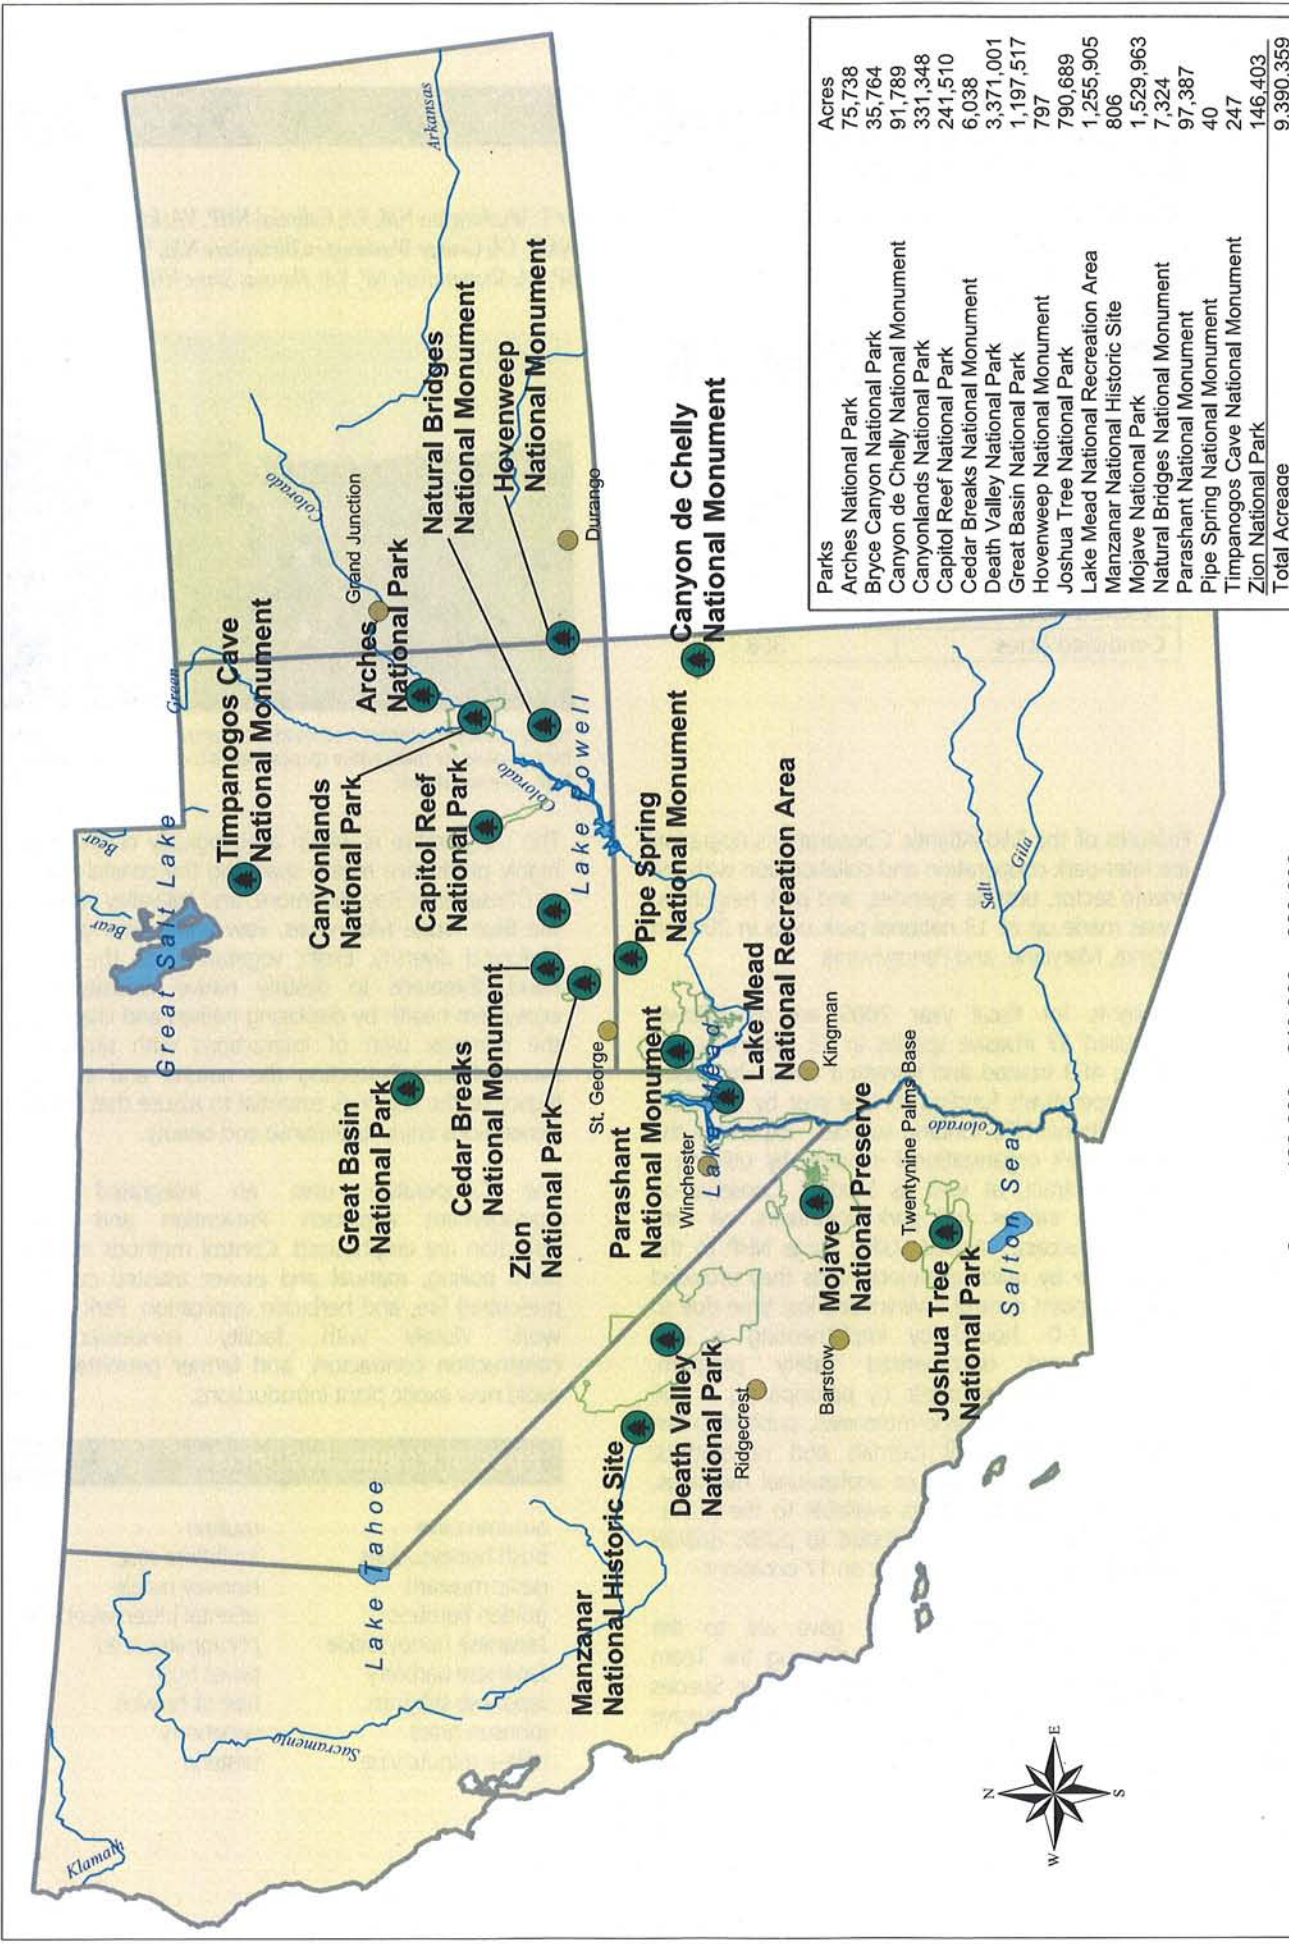 Klamath
Sacramento
Lake Tahoe
Great Salt Lake
Bear
Bear
Green
Timpanogos Cave
National Monument
Great Basin
National Park
Canyonlands
National Park
Arches
National Park
Grand Junction
Colorado
Arkansas
Capitol Reef
National Park
Natural Bridges
National Monument
Hovenweep
National Monument
Cedar Breaks
National Monument
Colorado
Durango
Zion
National Park
Lake Powell
St. George
Manzanar
National Historic Site
Parashant
National Monument
Pipe Spring
National Monument
Canyon de Chelly
National Monument
Death Valley
National Park
Winchester
Lake Mead
Lake Mead
National Recreation Area
Ridgecrest
Kingman
Barstow
Mojave
National Preserve
Twentynine Palms Base
Colorado
Joshua Tree
National Park
Salton Sea
Salt
Gila
N
W
E
S
Parks Acres
Arches National Park 75,738
Bryce Canyon National Park 35,764
Canyon de Chelly National Monument 91,789
Canyonlands National Park 331,348
Capitol Reef National Park 241,510
Cedar Breaks National Monument 6,038
Death Valley National Park 3,371,001
Great Basin National Park 1,197,517
Hovenweep National Monument 797
Joshua Tree National Park 790,689
Lake Mead National Recreation Area 1,255,905
Manzanar National Historic Site 806
Mojave National Park 1,529,963
Natural Bridges National Monument 7,324
Parashant National Monument 97,387
Pipe Spring National Monument 40
Timpanogos Cave National Monument 247
Zion National Park 146,403
Total Acreage 9,390,359